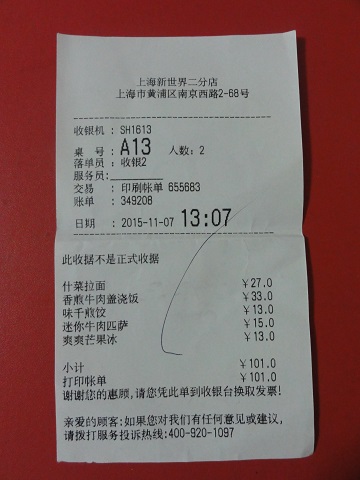 上海新世界二分店
上海市黄浦区南京西路2-68号
收银机 : SH1613
桌 号 : A13 人数: 2
落单员 : 收银2
服务员:
交易 : 印刷帐单 655683
账单 : 349208
日期 : 2015-11-07 13:07
此收据不是正式收据
什菜拉面 ￥27.0
香煎牛肉盖浇饭 ￥33.0
味千煎饺 ￥13.0
迷你牛肉匹萨 ￥15.0
爽爽芒果冰 ￥13.0
小计 ￥101.0
打印帐单 ￥101.0
谢谢您的惠顾,请您凭此单到收银台换取发票!
亲爱的顾客:如果您对我们有任何意见或建议,
请拨打服务投诉热线:400-920-1097